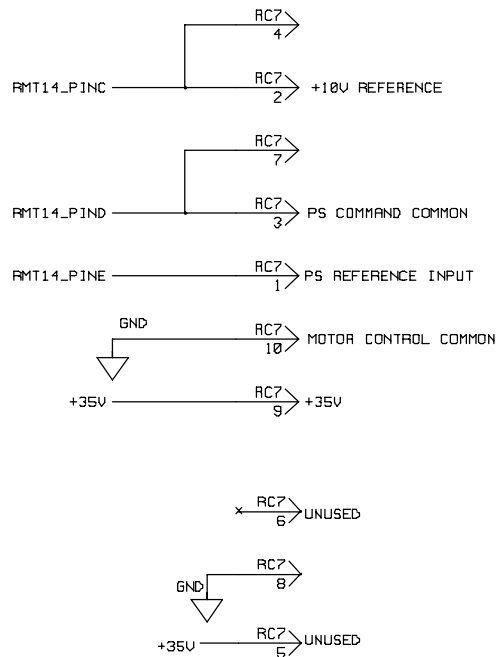 RC7
4
RMT14_PINC
RC7
2
+10V REFERENCE
RC7
7
RMT14_PIND
RC7
3
PS COMMAND COMMON
RMT14_PINE
RC7
1
PS REFERENCE INPUT
GND
RC7
10
MOTOR CONTROL COMMON
+35V
RC7
9
+35V
x
RC7
6
UNUSED
RC7
8
GND
+35V
RC7
5
UNUSED